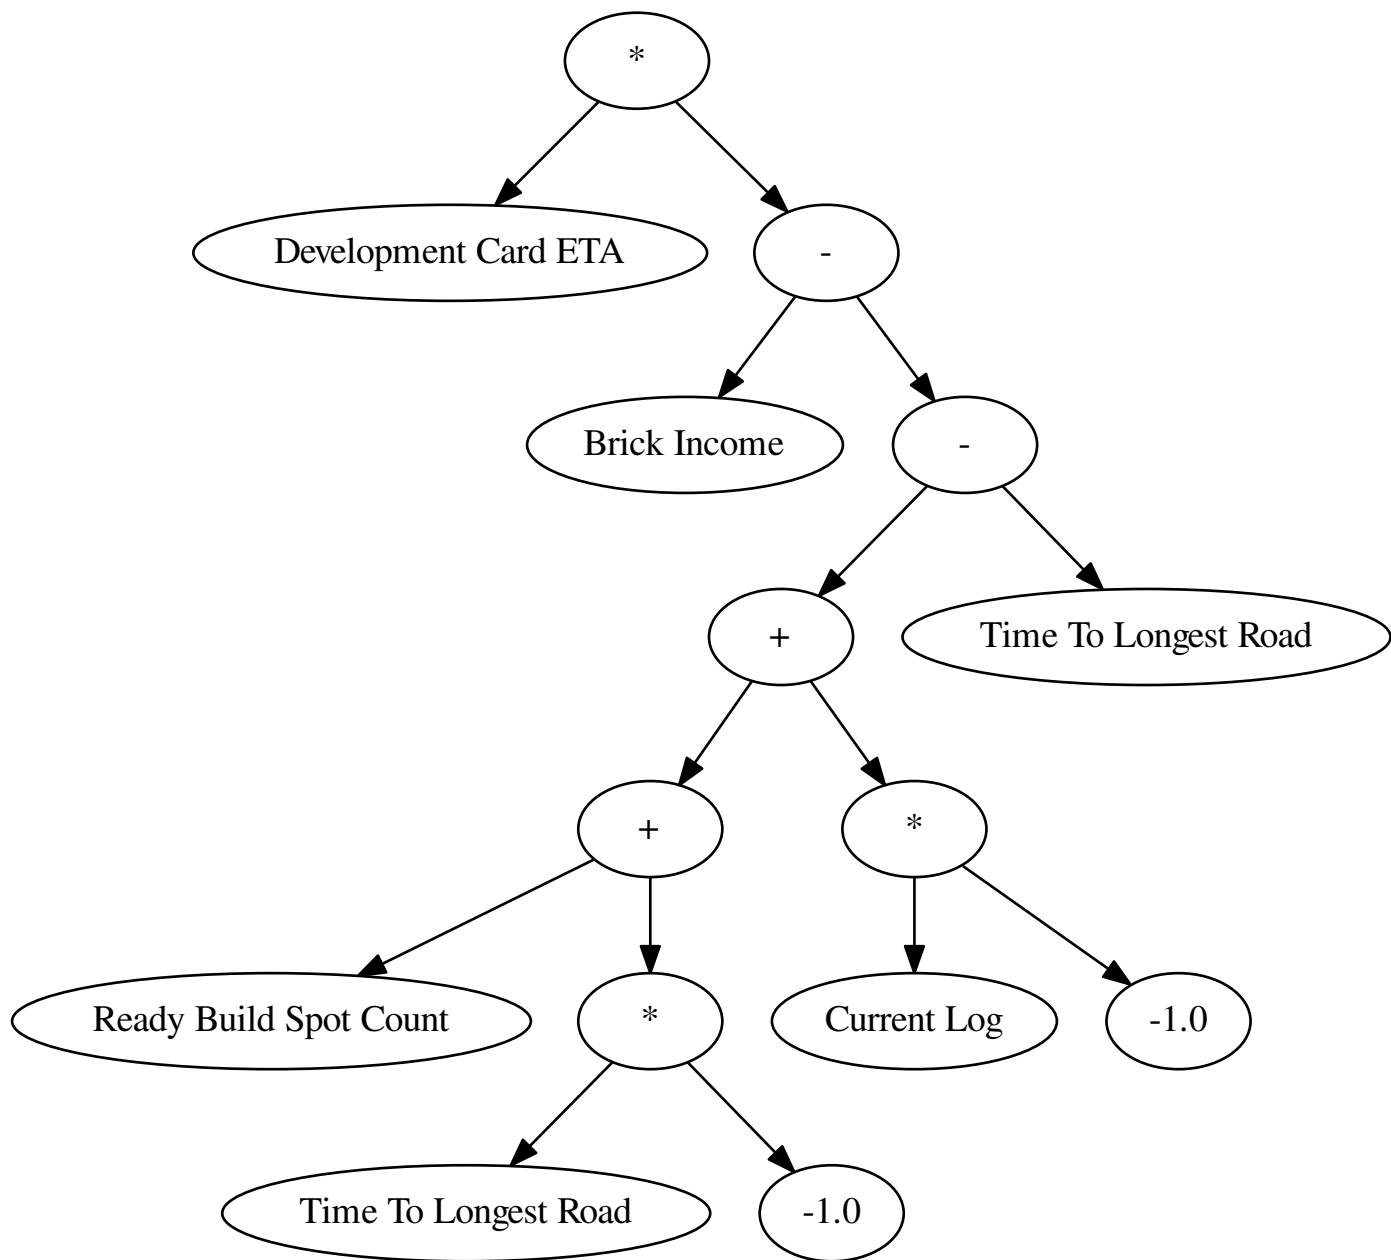 *
Development Card ETA
-
Brick Income
-
+
Time To Longest Road
+
*
Ready Build Spot Count
*
Current Log
-1.0
Time To Longest Road
-1.0